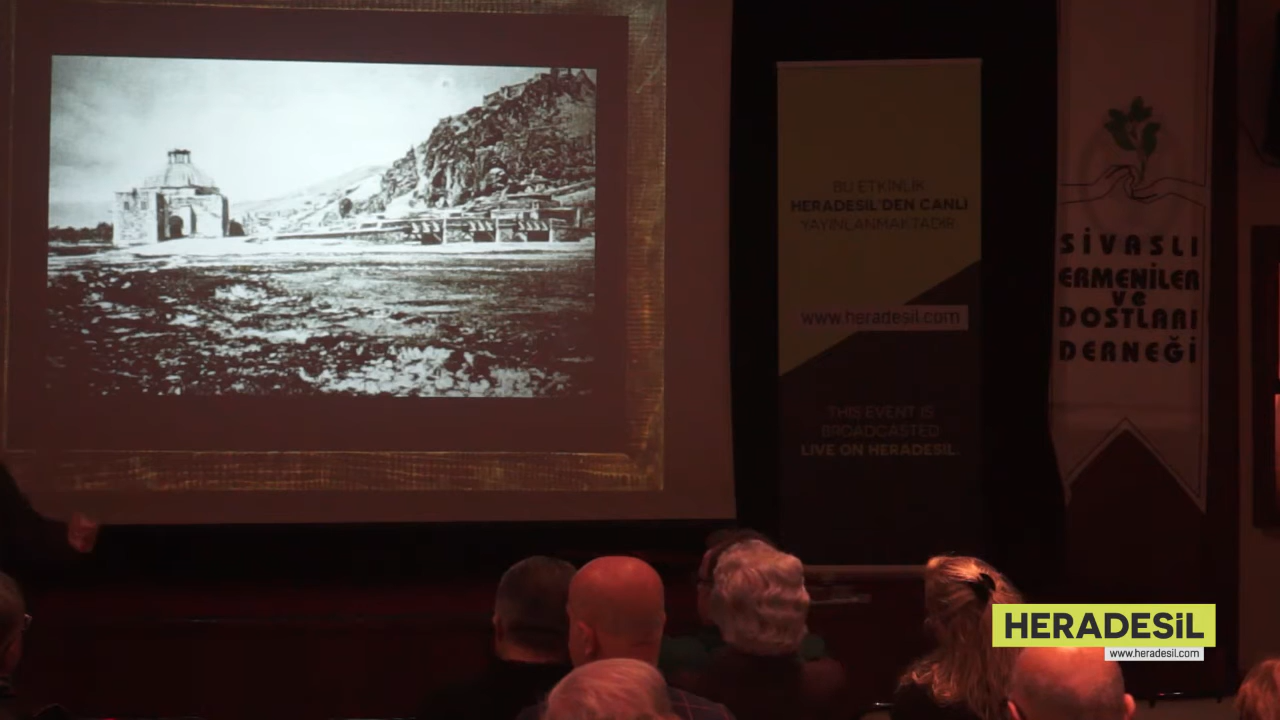 BU ETKİNLİK
HERADESİL'DEN CANLI
YAYINLANMAKTADIR.
www.heradesil.com
THIS EVENT IS
BROADCASTED
LIVE ON HERADESİL.
SİVASLI
ERMENİLER
ve
DOSTLARI
DERNEĞİ
HERADESiL
www.heradesil.com